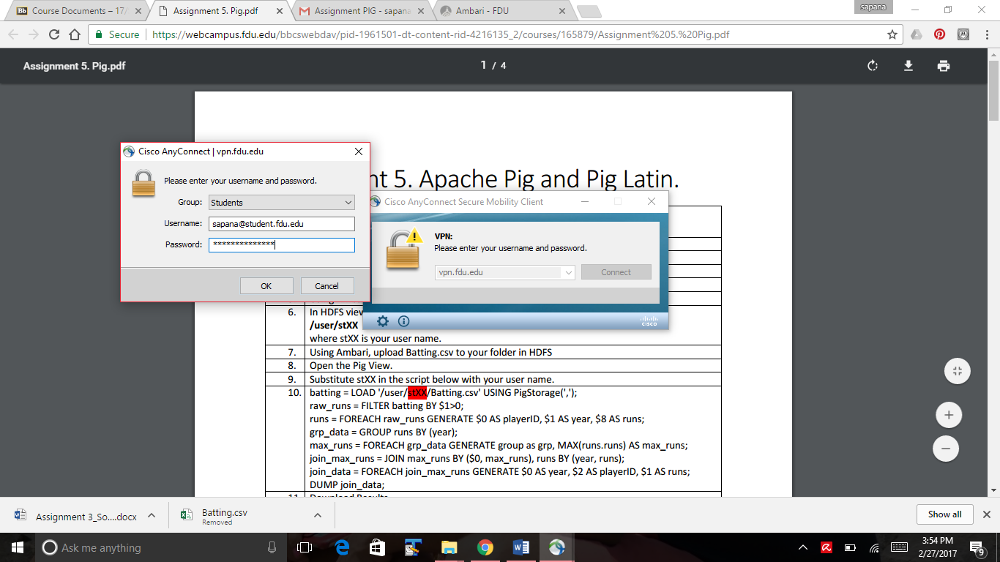 Course Documents – 17/
Assignment 5. Pig.pdf
Assignment PIG - sapana
Ambari - FDU
sapana
Secure
https://webcampus.fdu.edu/bbcswebdav/pid-1961501-dt-content-rid-4216135_2/courses/165879/Assignment%205.%20Pig.pdf
Assignment 5. Pig.pdf
1 / 4
nt 5. Apache Pig and Pig Latin.
Cisco AnyConnect | vpn.fdu.edu
Please enter your username and password.
Group: Students
Username: sapana@student.fdu.edu
Password: **************
OK Cancel
Cisco AnyConnect Secure Mobility Client
VPN:
Please enter your username and password.
vpn.fdu.edu Connect
cisco
6. In HDFS view
/user/stXX
where stXX is your user name.
7. Using Ambari, upload Batting.csv to your folder in HDFS
8. Open the Pig View.
9. Substitute stXX in the script below with your user name.
10. batting = LOAD '/user/stXX/Batting.csv' USING PigStorage(',');
raw_runs = FILTER batting BY $1>0;
runs = FOREACH raw_runs GENERATE $0 AS playerID, $1 AS year, $8 AS runs;
grp_data = GROUP runs BY (year);
max_runs = FOREACH grp_data GENERATE group as grp, MAX(runs.runs) AS max_runs;
join_max_runs = JOIN max_runs BY ($0, max_runs), runs BY (year, runs);
join_data = FOREACH join_max_runs GENERATE $0 AS year, $2 AS playerID, $1 AS runs;
DUMP join_data;
11. Download Results
Assignment 3_So....docx
Batting.csv
Removed
Show all
Ask me anything
3:54 PM
2/27/2017
9